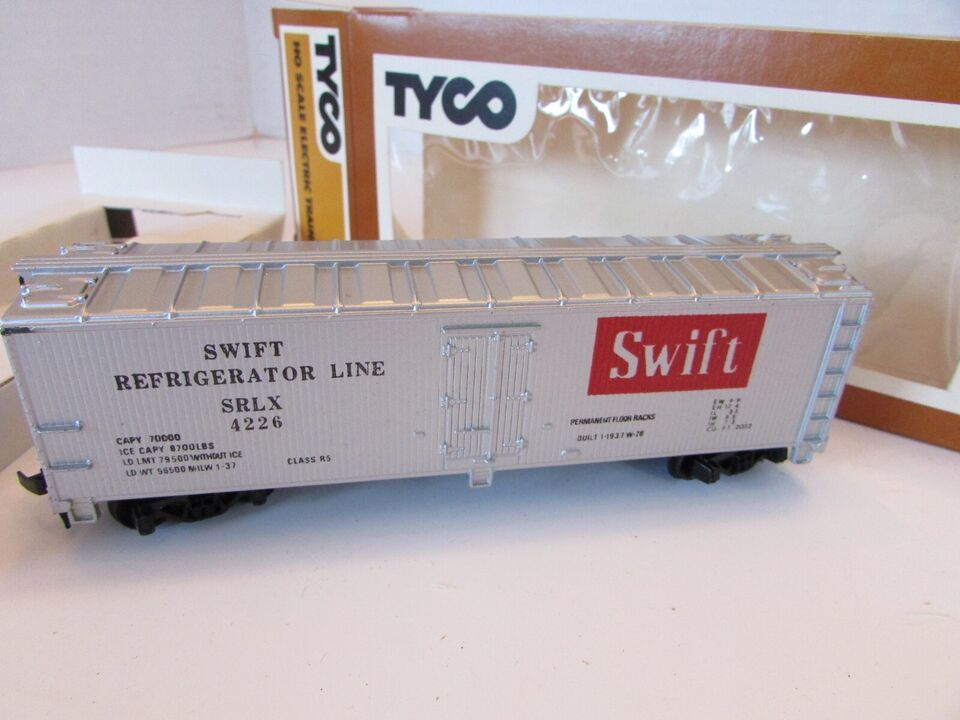 TYCO
HO SCALE ELECTRIC TRAIN
TYCO
SWIFT
REFRIGERATOR LINE
SRLX
4226
CAPY 70000
ICE CAPY 8700LBS
LD LMT 79500 WITHOUT ICE
LD WT 56500 MILW 1-37
CLASS RS
Swift
PERMANENT FLOOR RACKS
BUILT 1-1937 W-28